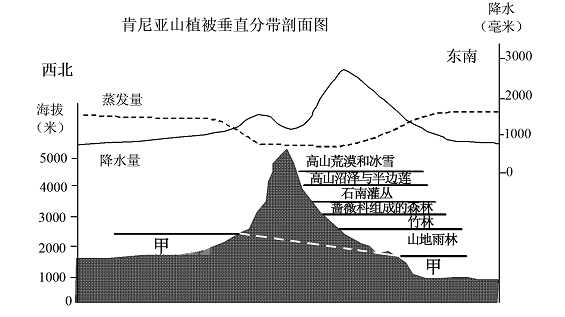 肯尼亚山植被垂直分带剖面图
降水
（毫米）
西北
东南
3000
2000
1000
0
海拔
（米）
蒸发量
降水量
5000
4000
3000
2000
1000
0
高山荒漠和冰雪
高山沼泽与半边莲
石南灌丛
蔷薇科组成的森林
竹林
山地雨林
甲
甲